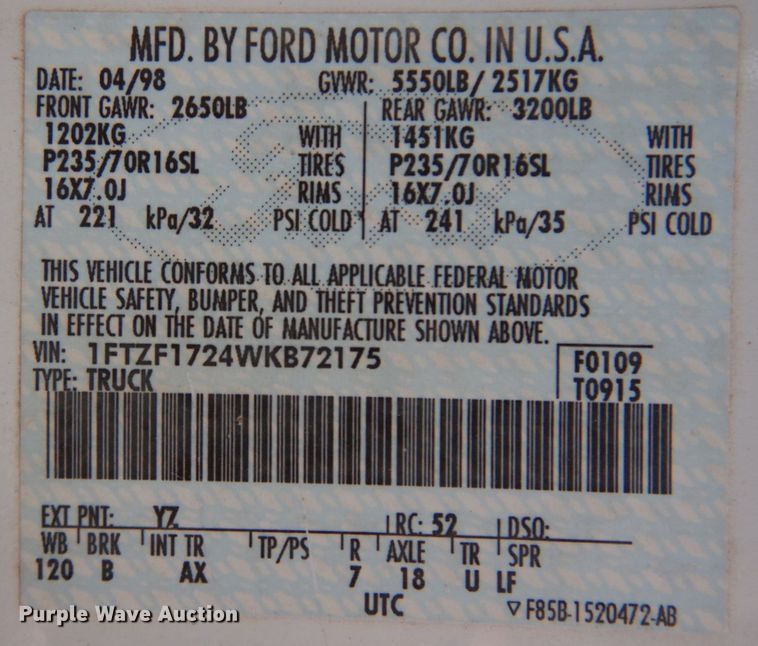 MFD. BY FORD MOTOR CO. IN U.S.A.
DATE: 04/98 GVWR: 5550LB/ 2517KG
FRONT GAWR: 2650LB REAR GAWR: 3200LB
1202KG WITH 1451KG WITH
P235/70R16SL TIRES P235/70R16SL TIRES
16X7.0J RIMS 16X7.0J RIMS
AT 221 kPa/32 PSI COLD AT 241 kPa/35 PSI COLD
THIS VEHICLE CONFORMS TO ALL APPLICABLE FEDERAL MOTOR
VEHICLE SAFETY, BUMPER, AND THEFT PREVENTION STANDARDS
IN EFFECT ON THE DATE OF MANUFACTURE SHOWN ABOVE.
VIN: 1FTZF1724WKB72175 F0109
TYPE: TRUCK T0915
EXT PNT: YZ RC: 52 DSO:
WB BRK INT TR TP/PS R AXLE TR SPR
120 B AX 7 18 U LF
UTC ▽ F85B-1520472-AB
Purple Wave Auction